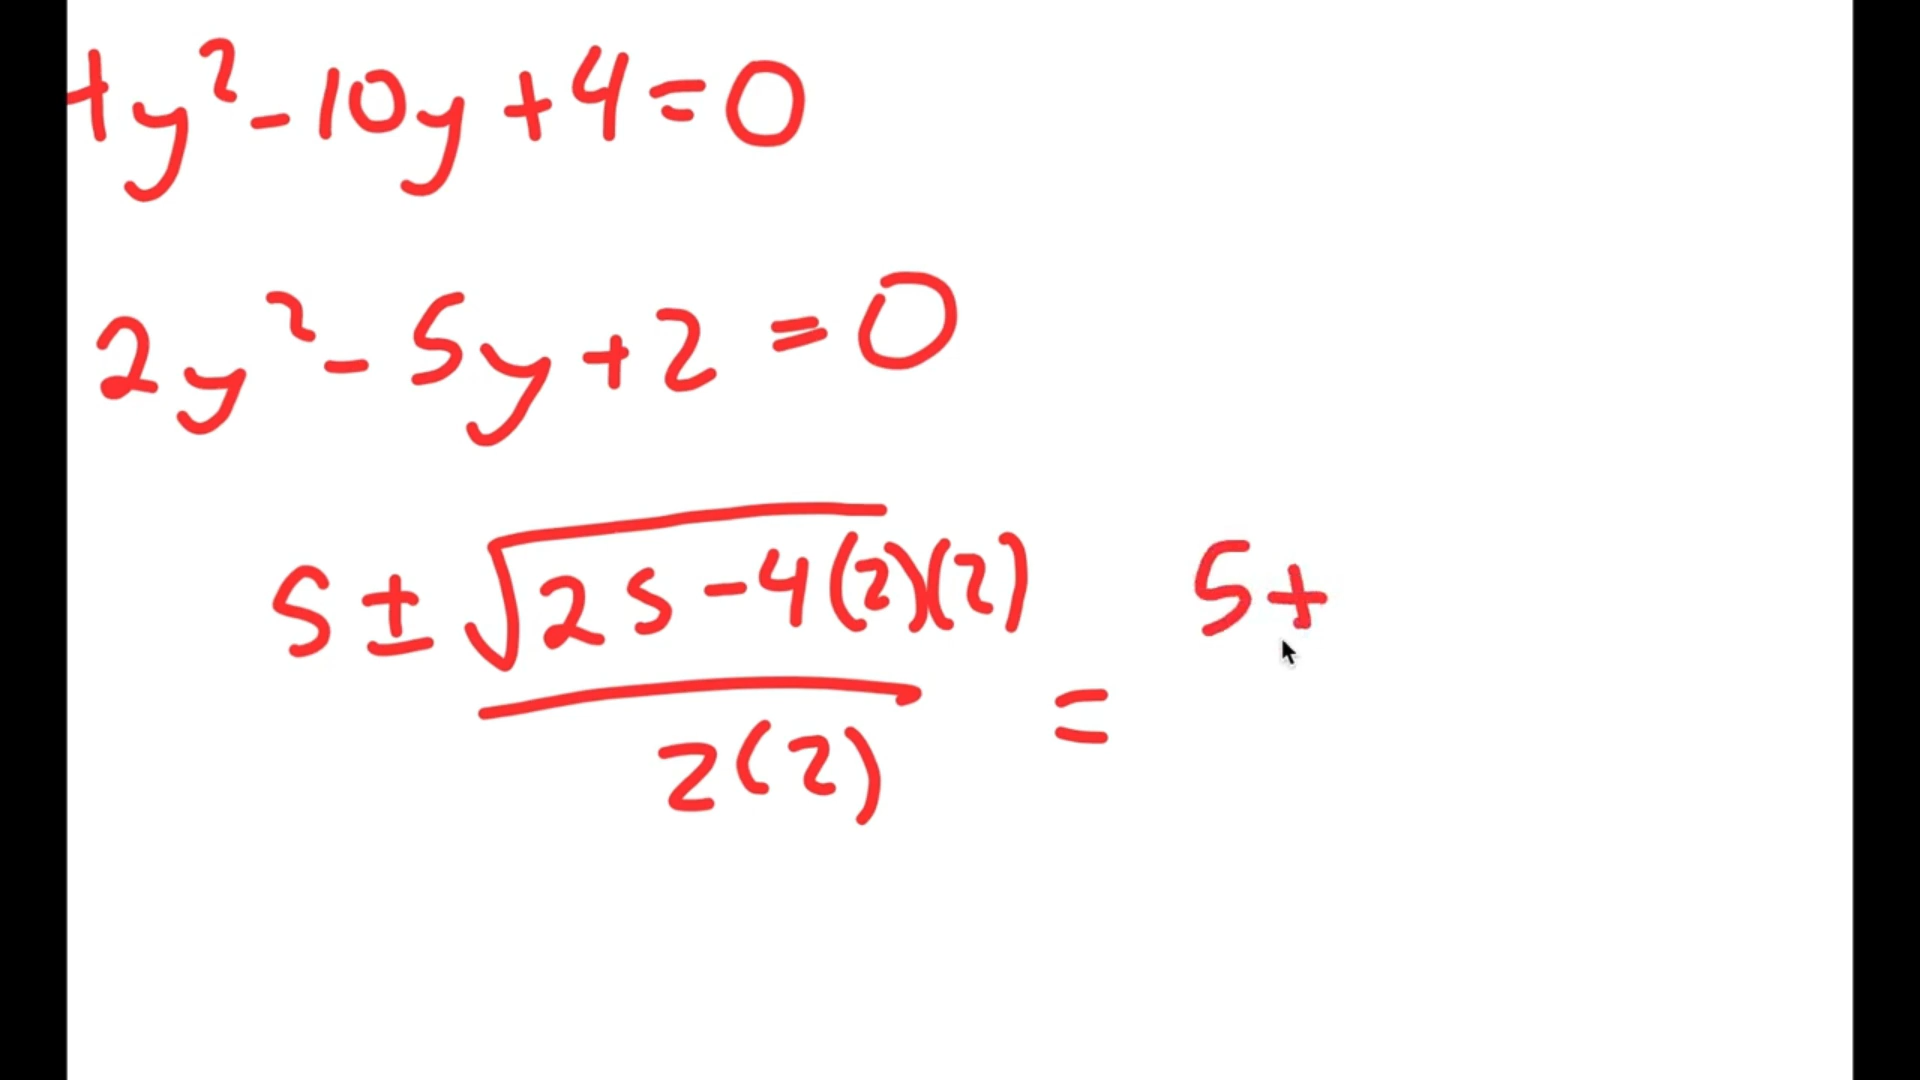 4y²-10y+4=0
2y²-5y+2=0
5±√25-4(2)(2) 5+
=
2(2)